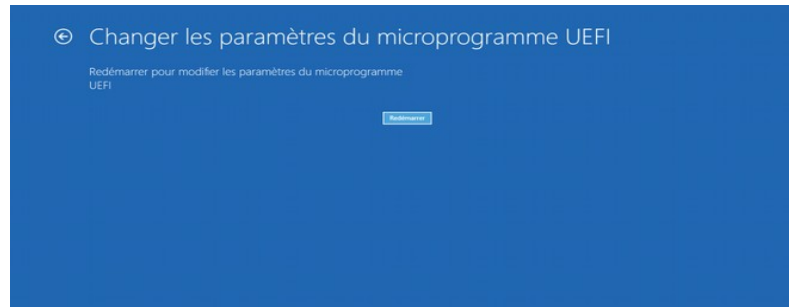 Changer les paramètres du microprogramme UEFI
Redémarrer pour modifier les paramètres du microprogramme
UEFI
Redémarrer